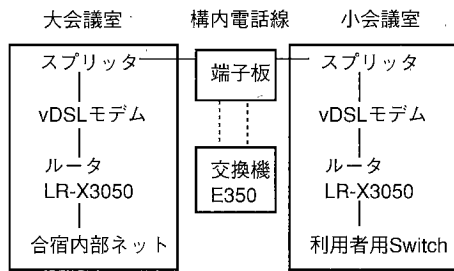 大会議室 構内電話線 小会議室
スプリッタ 端子板 スプリッタ
vDSLモデム vDSLモデム
ルータ 交換機 ルータ
LR-X3050 E350 LR-X3050
合宿内部ネット 利用者用Switch